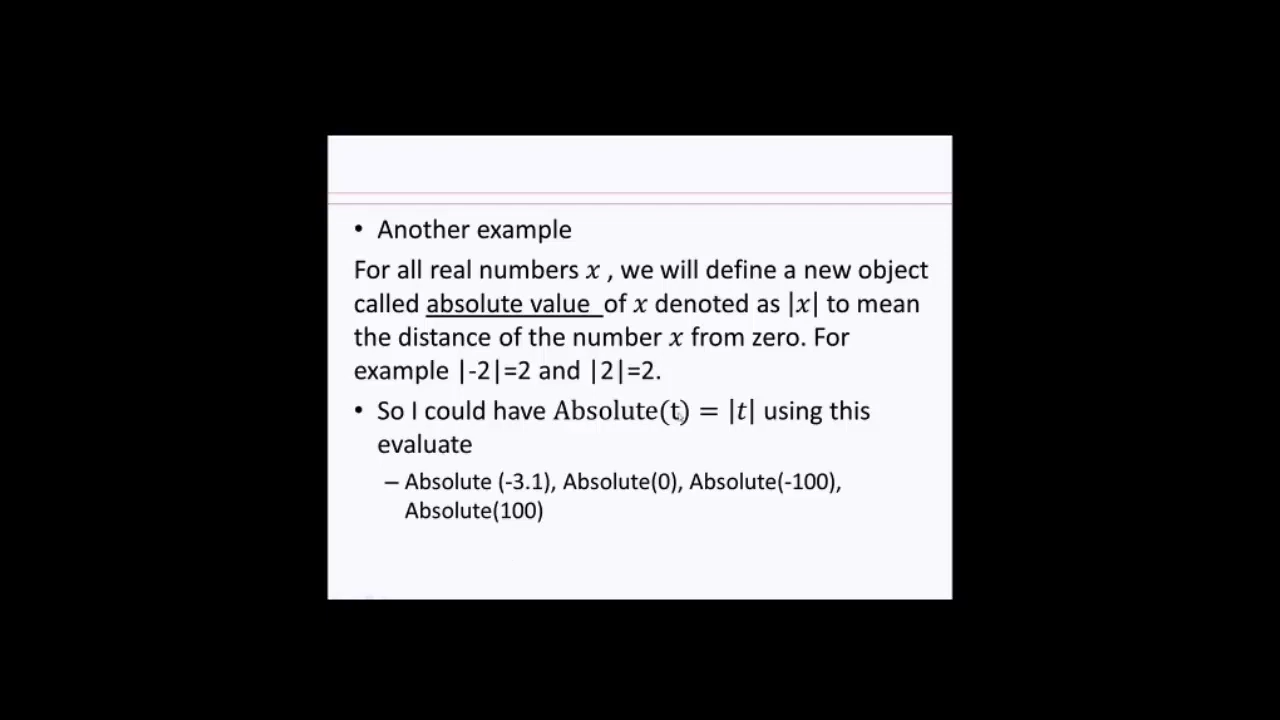 • Another example
For all real numbers x , we will define a new object
called absolute value of x denoted as |x| to mean
the distance of the number x from zero. For
example |-2|=2 and |2|=2.
• So I could have Absolute(t) = |t| using this
evaluate
– Absolute (-3.1), Absolute(0), Absolute(-100),
Absolute(100)